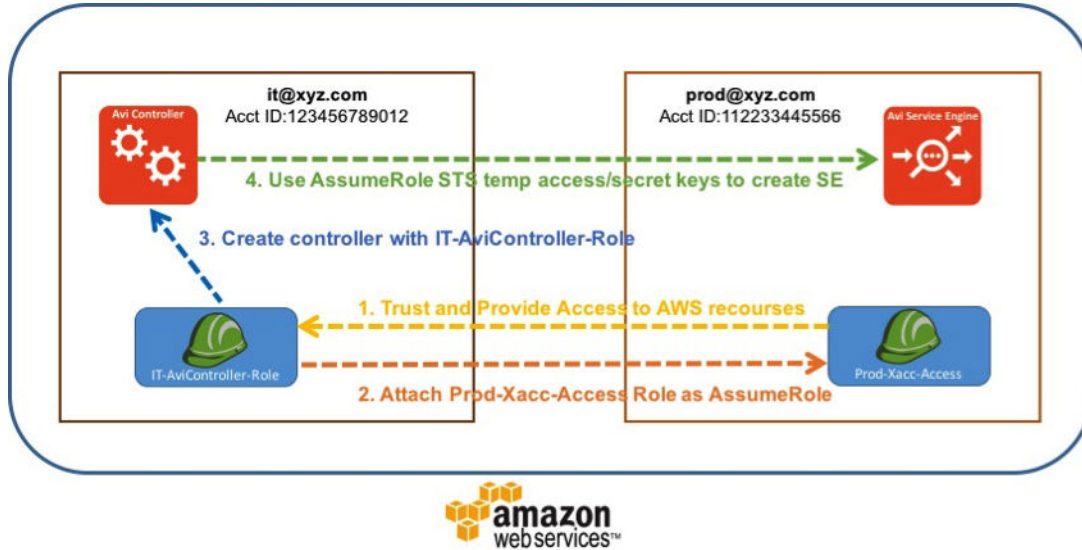 it@xyz.com
Acct ID:123456789012
prod@xyz.com
Acct ID:112233445566
Avi Controller
Avi Service Engine
4. Use AssumeRole STS temp access/secret keys to create SE
3. Create controller with IT-AviController-Role
1. Trust and Provide Access to AWS recourses
IT-AviController-Role
Prod-Xacc-Access
2. Attach Prod-Xacc-Access Role as AssumeRole
amazon
webservices™